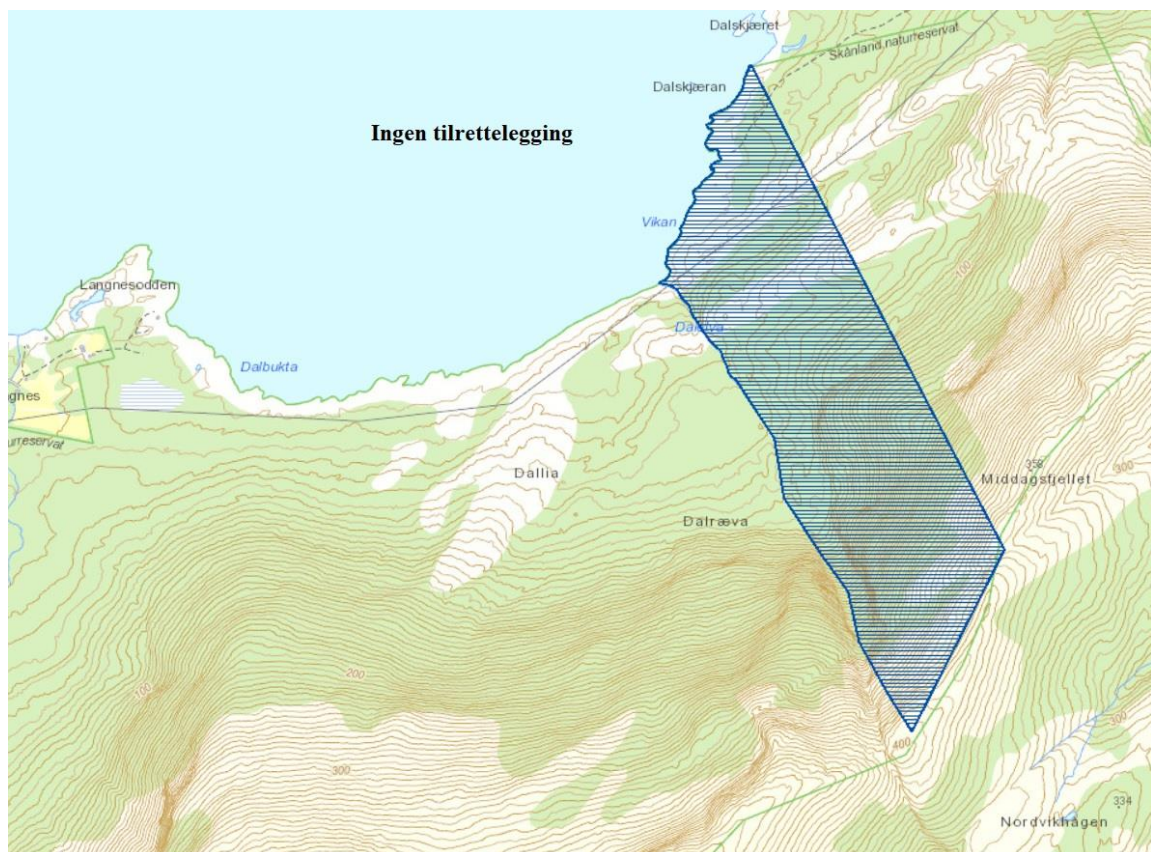 Dalskjæret
Skånland naturreservat
Dalskjæran
Ingen tilrettelegging
Vikan
Langnesodden
Dalelva
Dalbukta
gnes
urreservat
100
Dallia
358
300
Middagsfjellet
Dalræva
200
100
400
300
300
334
Nordvikhågen